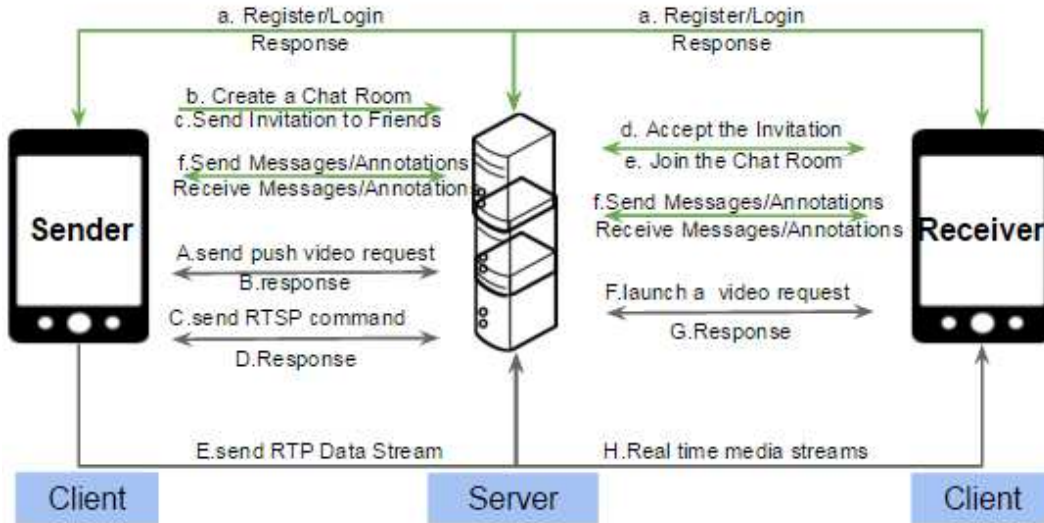 a. Register/Login
Response
a. Register/Login
Response
b. Create a Chat Room
c.Send Invitation to Friends
d. Accept the Invitation
e. Join the Chat Room
f.Send Messages/Annotations
Receive Messages/Annotations
f.Send Messages/Annotations
Receive Messages/Annotations
Sender
Receiver
A.send push video request
B.response
F.launch a video request
G.Response
C.send RTSP command
D.Response
E.send RTP Data Stream
H.Real time media streams
Client
Server
Client